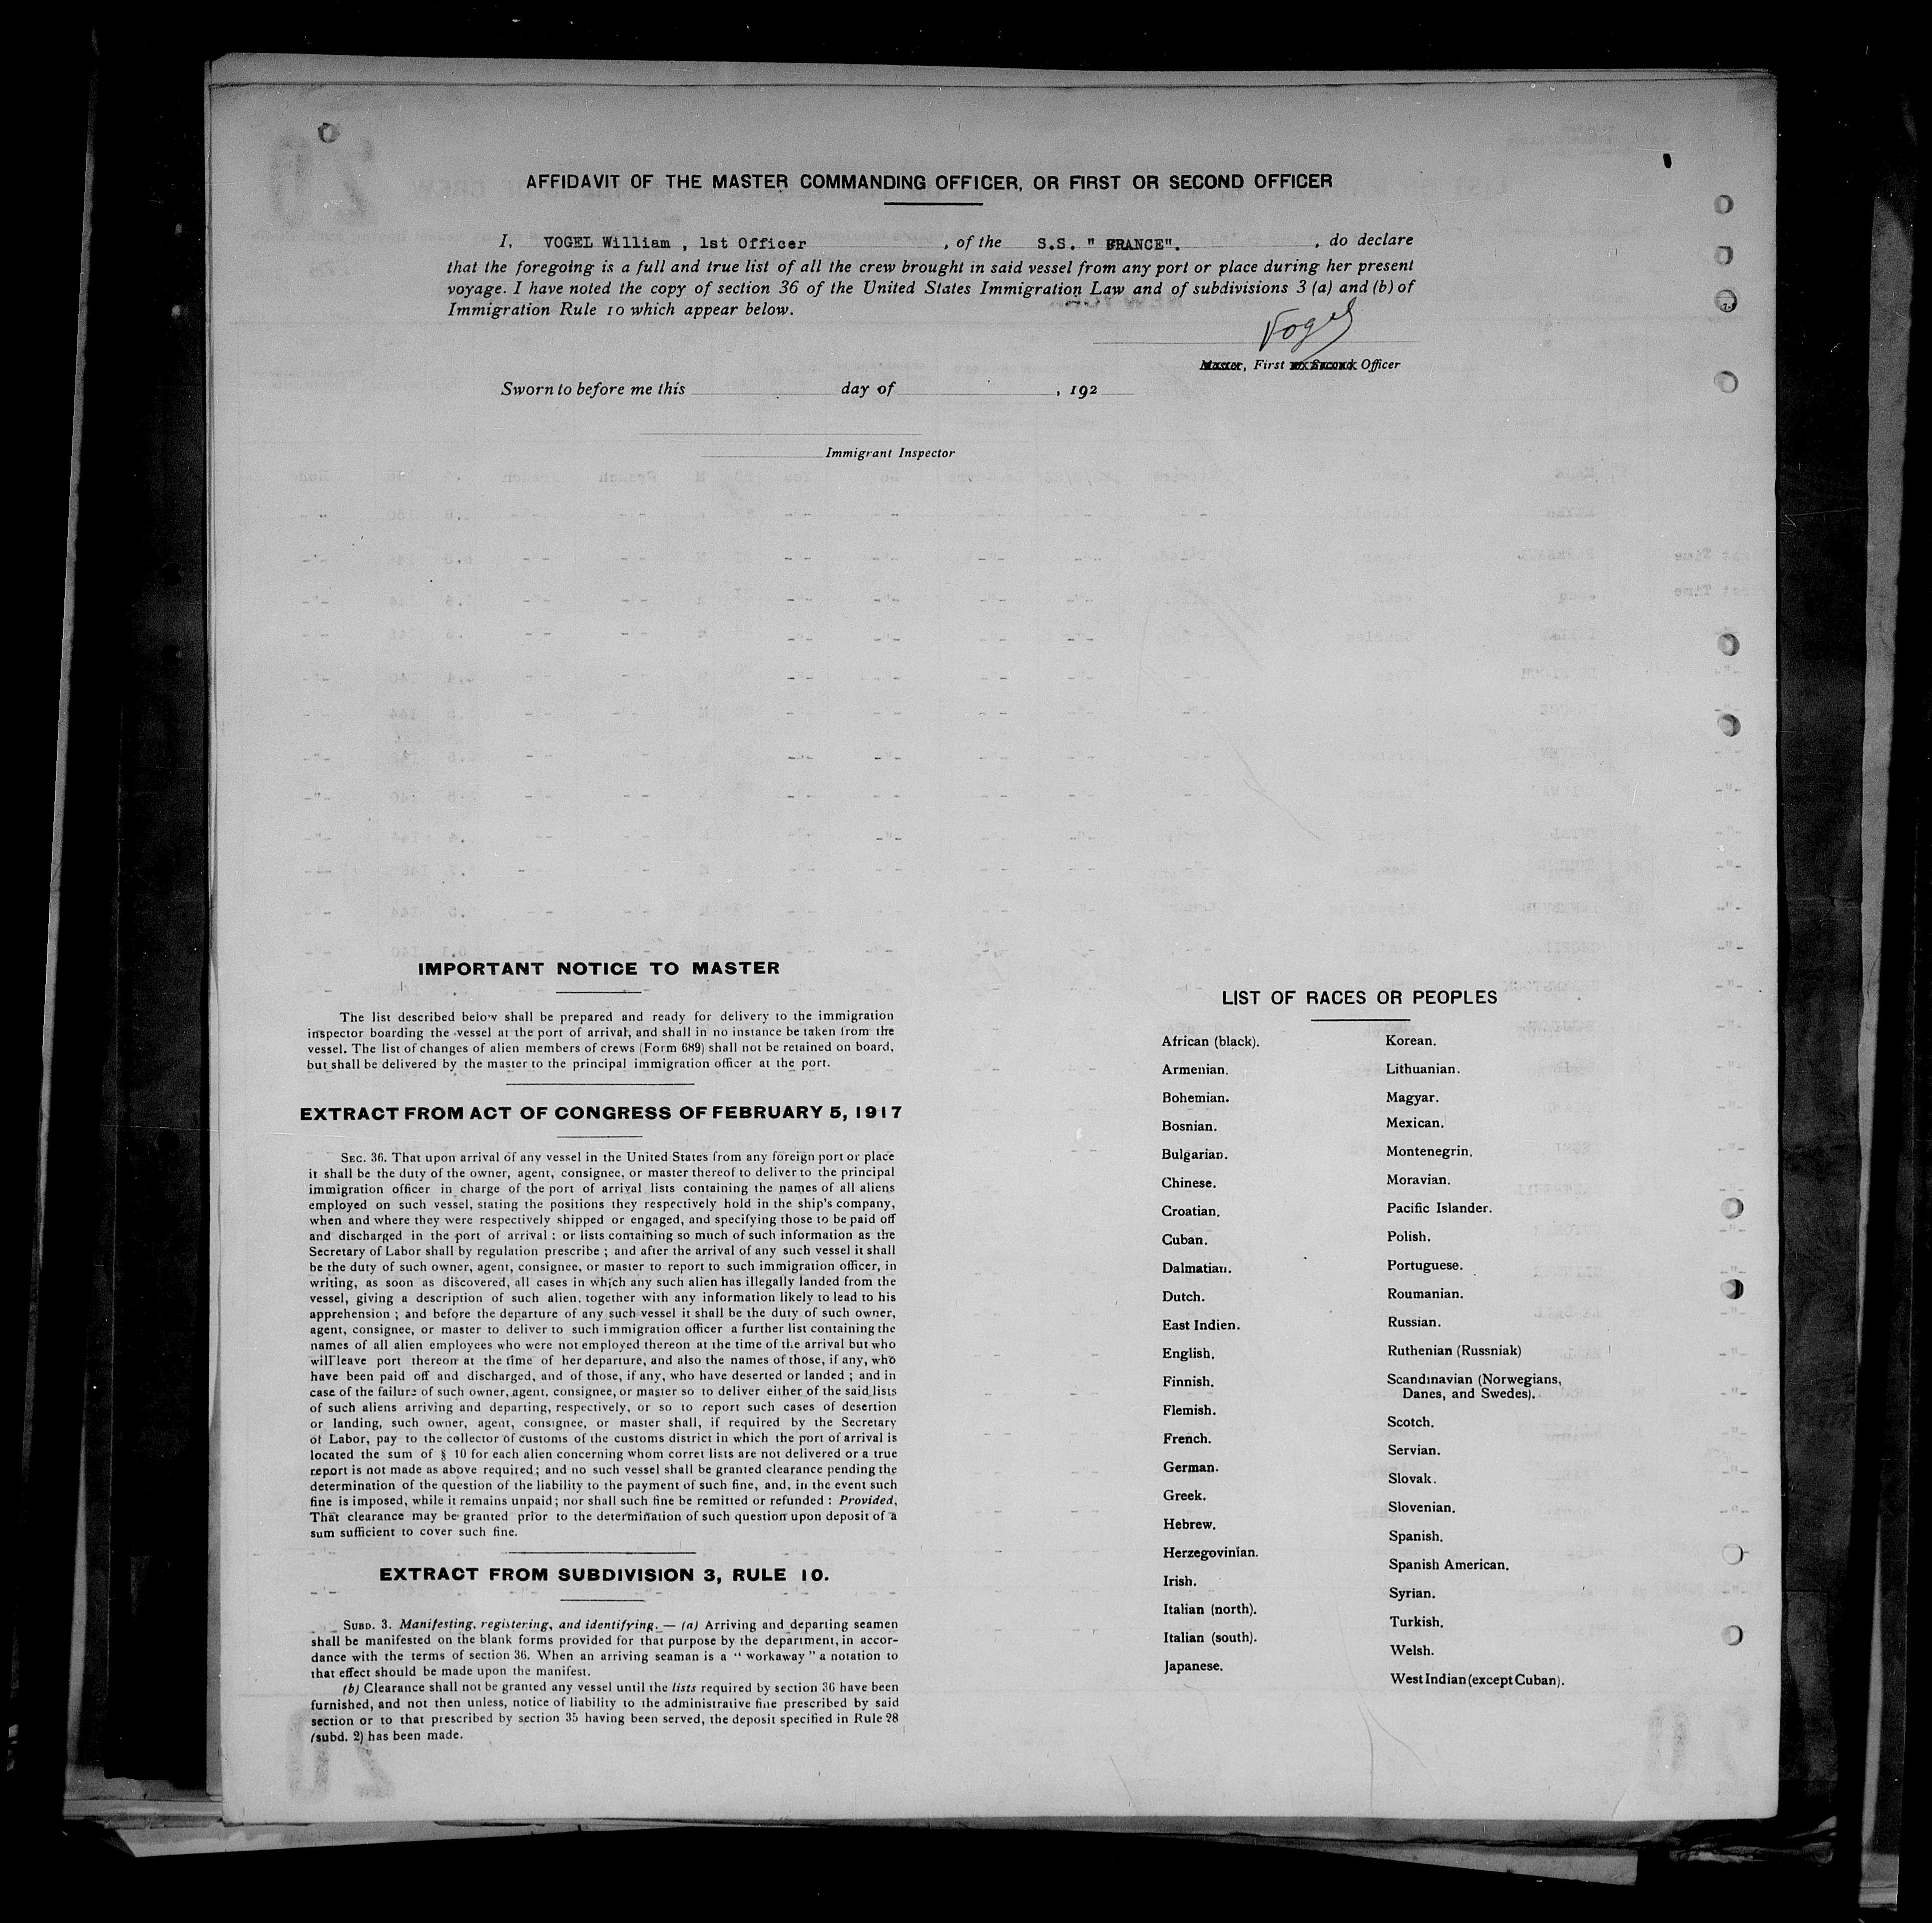 AFFIDAVIT OF THE MASTER COMMANDING OFFICER, OR FIRST OR SECOND OFFICER
I, VOGEL William , 1st Officer , of the S.S. " FRANCE". , do declare
that the foregoing is a full and true list of all the crew brought in said vessel from any port or place during her present
voyage. I have noted the copy of section 36 of the United States Immigration Law and of subdivisions 3 (a) and (b) of
Immigration Rule 10 which appear below.
Vogel
Master, First or Second Officer
Sworn to before me this day of , 192
Immigrant Inspector
IMPORTANT NOTICE TO MASTER
The list described below shall be prepared and ready for delivery to the immigration
inspector boarding the vessel at the port of arrival, and shall in no instance be taken from the
vessel. The list of changes of alien members of crews (Form 689) shall not be retained on board,
but shall be delivered by the master to the principal immigration officer at the port.
EXTRACT FROM ACT OF CONGRESS OF FEBRUARY 5, 1917
SEC. 36. That upon arrival of any vessel in the United States from any foreign port or place
it shall be the duty of the owner, agent, consignee, or master thereof to deliver to the principal
immigration officer in charge of the port of arrival lists containing the names of all aliens
employed on such vessel, stating the positions they respectively hold in the ship's company,
when and where they were respectively shipped or engaged, and specifying those to be paid off
and discharged in the port of arrival : or lists containing so much of such information as the
Secretary of Labor shall by regulation prescribe ; and after the arrival of any such vessel it shall
be the duty of such owner, agent, consignee, or master to report to such immigration officer, in
writing, as soon as discovered, all cases in which any such alien has illegally landed from the
vessel, giving a description of such alien, together with any information likely to lead to his
apprehension ; and before the departure of any such vessel it shall be the duty of such owner,
agent, consignee, or master to deliver to such immigration officer a further list containing the
names of all alien employees who were not employed thereon at the time of the arrival but who
will leave port thereon at the time of her departure, and also the names of those, if any, who
have been paid off and discharged, and of those, if any, who have deserted or landed ; and in
case of the failure of such owner, agent, consignee, or master so to deliver either of the said lists
of such aliens arriving and departing, respectively, or so to report such cases of desertion
or landing, such owner, agent, consignee, or master shall, if required by the Secretary
of Labor, pay to the collector of customs of the customs district in which the port of arrival is
located the sum of § 10 for each alien concerning whom corret lists are not delivered or a true
report is not made as above required; and no such vessel shall be granted clearance pending the
determination of the question of the liability to the payment of such fine, and, in the event such
fine is imposed, while it remains unpaid; nor shall such fine be remitted or refunded : Provided,
That clearance may be granted prior to the determination of such question upon deposit of a
sum sufficient to cover such fine.
EXTRACT FROM SUBDIVISION 3, RULE 10.
SUBD. 3. Manifesting, registering, and identifying. — (a) Arriving and departing seamen
shall be manifested on the blank forms provided for that purpose by the department, in accor-
dance with the terms of section 36. When an arriving seaman is a " workaway " a notation to
that effect should be made upon the manifest.
(b) Clearance shall not be granted any vessel until the lists required by section 36 have been
furnished, and not then unless, notice of liability to the administrative fine prescribed by said
section or to that prescribed by section 35 having been served, the deposit specified in Rule 28
(subd. 2) has been made.
LIST OF RACES OR PEOPLES
African (black).
Armenian.
Bohemian.
Bosnian.
Bulgarian.
Chinese.
Croatian.
Cuban.
Dalmatian.
Dutch.
East Indien.
English.
Finnish.
Flemish.
French.
German.
Greek.
Hebrew.
Herzegovinian.
Irish.
Italian (north).
Italian (south).
Japanese.
Korean.
Lithuanian.
Magyar.
Mexican.
Montenegrin.
Moravian.
Pacific Islander.
Polish.
Portuguese.
Roumanian.
Russian.
Ruthenian (Russniak)
Scandinavian (Norwegians,
Danes, and Swedes).
Scotch.
Servian.
Slovak.
Slovenian.
Spanish.
Spanish American.
Syrian.
Turkish.
Welsh.
West Indian (except Cuban).